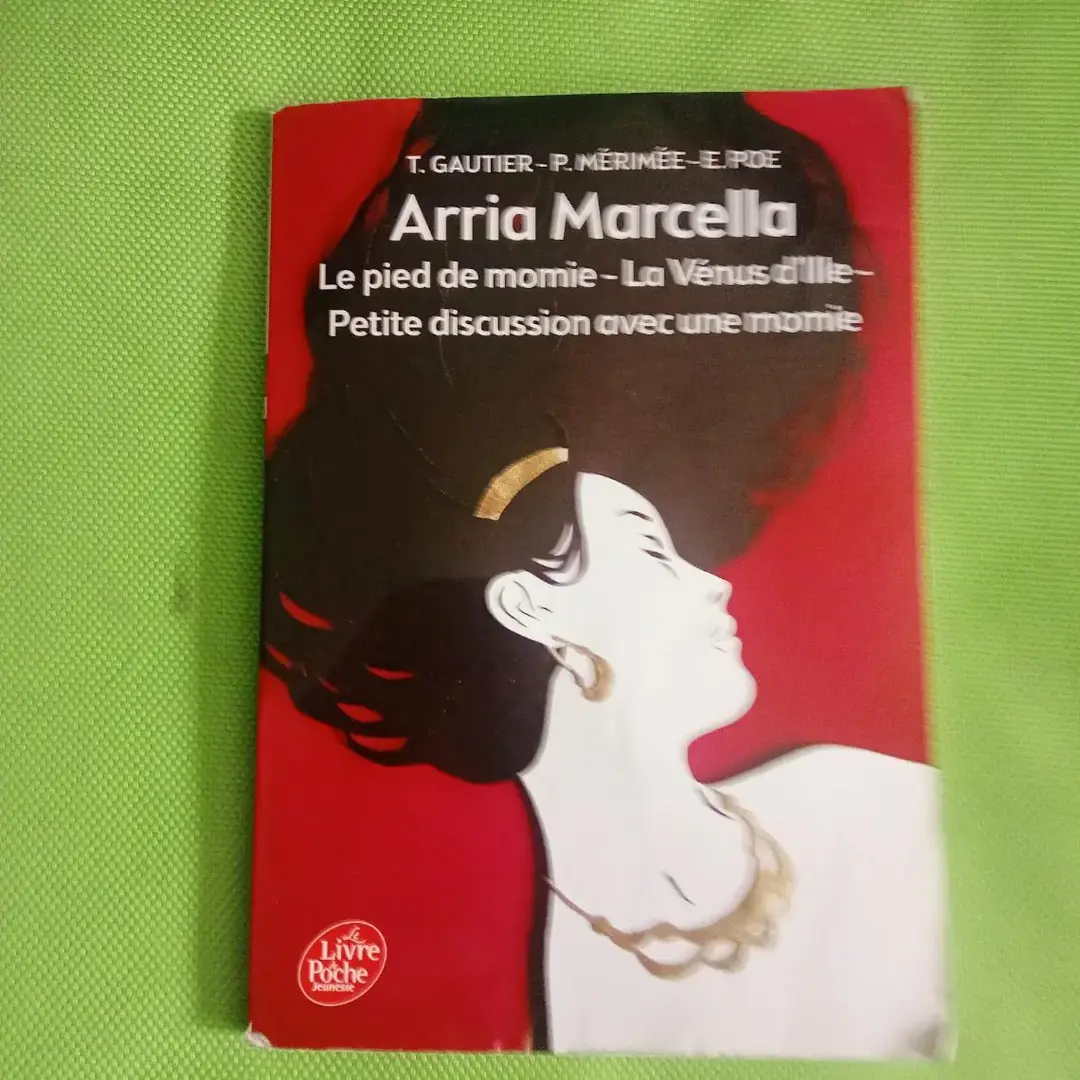 T. GAUTIER - P. MÉRIMÉE - E. POE
Arria Marcella
Le pied de momie - La Vénus d'Ille -
Petite discussion avec une momie
Le
Livre
de
Poche
Jeunesse